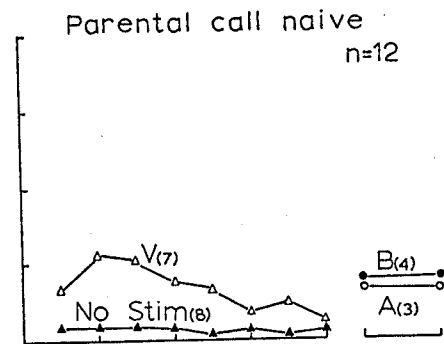 Parental call naive
n=12
V(7)
B(4)
No Stim(8)
A(3)